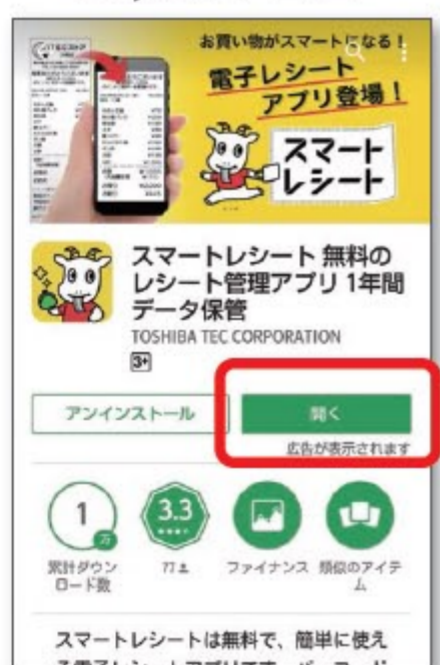 お買い物がスマートになる！
電子レシート
アプリ登場！
スマート
レシート
スマートレシート 無料の
レシート管理アプリ 1年間
データ保管
TOSHIBA TEC CORPORATION
3+
アンインストール
開く
広告が表示されます
1
万
3.3
累計ダウン
ロード数
77
ファイナンス
類似のアイテ
ム
スマートレシートは無料で、簡単に使え